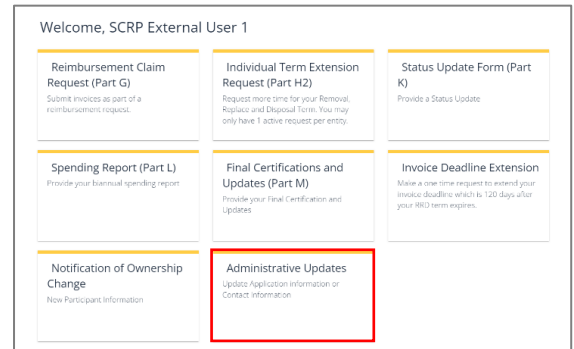 Welcome, SCRP External User 1
Reimbursement Claim
Request (Part G)
Submit invoices as part of a
reimbursement request.
Individual Term Extension
Request (Part H2)
Request more time for your Removal,
Replace and Disposal Term. You may
only have 1 active request per entity.
Status Update Form (Part
K)
Provide a Status Update
Spending Report (Part L)
Provide your biannual spending report
Final Certifications and
Updates (Part M)
Provide your Final Certification and
Updates
Invoice Deadline Extension
Make a one time request to extend your
invoice deadline which is 120 days after
your RRD term expires.
Notification of Ownership
Change
New Participant Information
Administrative Updates
Update Application information or
Contact Information